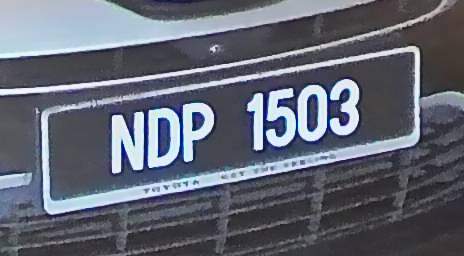 NDP 1503
TOYOTA GET THE FEELING